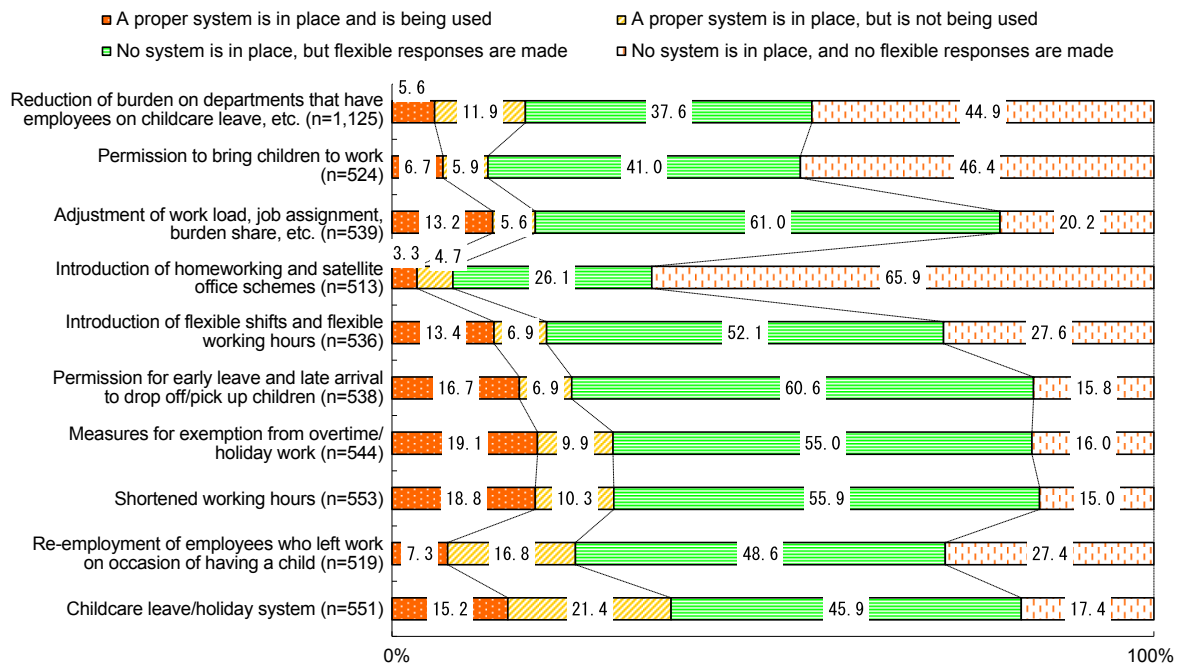 A proper system is in place and is being used
A proper system is in place, but is not being used
No system is in place, but flexible responses are made
No system is in place, and no flexible responses are made
Reduction of burden on departments that have
employees on childcare leave, etc. (n=1,125)
5.6
11.9
37.6
44.9
Permission to bring children to work
(n=524)
6.7
5.9
41.0
46.4
Adjustment of work load, job assignment,
burden share, etc. (n=539)
13.2
5.6
61.0
20.2
Introduction of homeworking and satellite
office schemes (n=513)
3.3
4.7
26.1
65.9
Introduction of flexible shifts and flexible
working hours (n=536)
13.4
6.9
52.1
27.6
Permission for early leave and late arrival
to drop off/pick up children (n=538)
16.7
6.9
60.6
15.8
Measures for exemption from overtime/
holiday work (n=544)
19.1
9.9
55.0
16.0
Shortened working hours (n=553)
18.8
10.3
55.9
15.0
Re-employment of employees who left work
on occasion of having a child (n=519)
7.3
16.8
48.6
27.4
Childcare leave/holiday system (n=551)
15.2
21.4
45.9
17.4
0%
100%